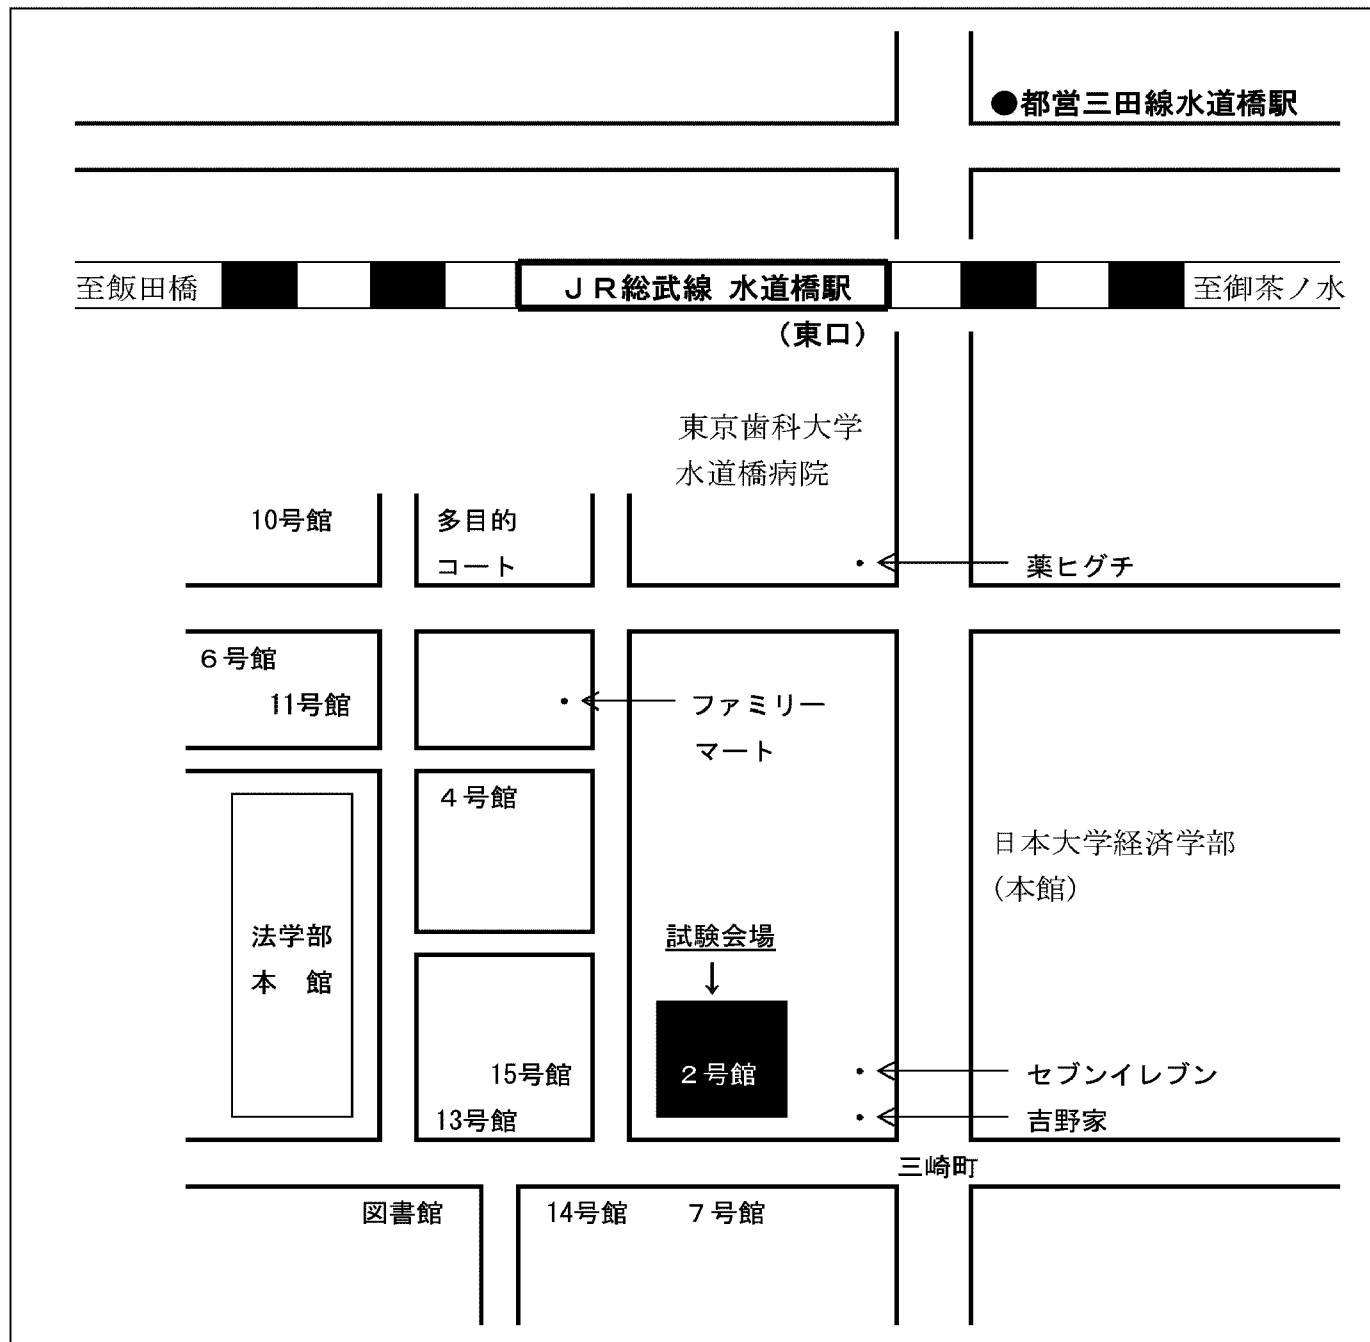 ●都営三田線水道橋駅
至飯田橋
ＪＲ総武線 水道橋駅
至御茶ノ水
（東口）
東京歯科大学
水道橋病院
10号館
多目的
コート
薬ヒグチ
６号館
11号館
ファミリー
マート
４号館
日本大学経済学部
（本館）
法学部
本　館
試験会場
２号館
15号館
13号館
セブンイレブン
吉野家
三崎町
図書館
14号館
７号館